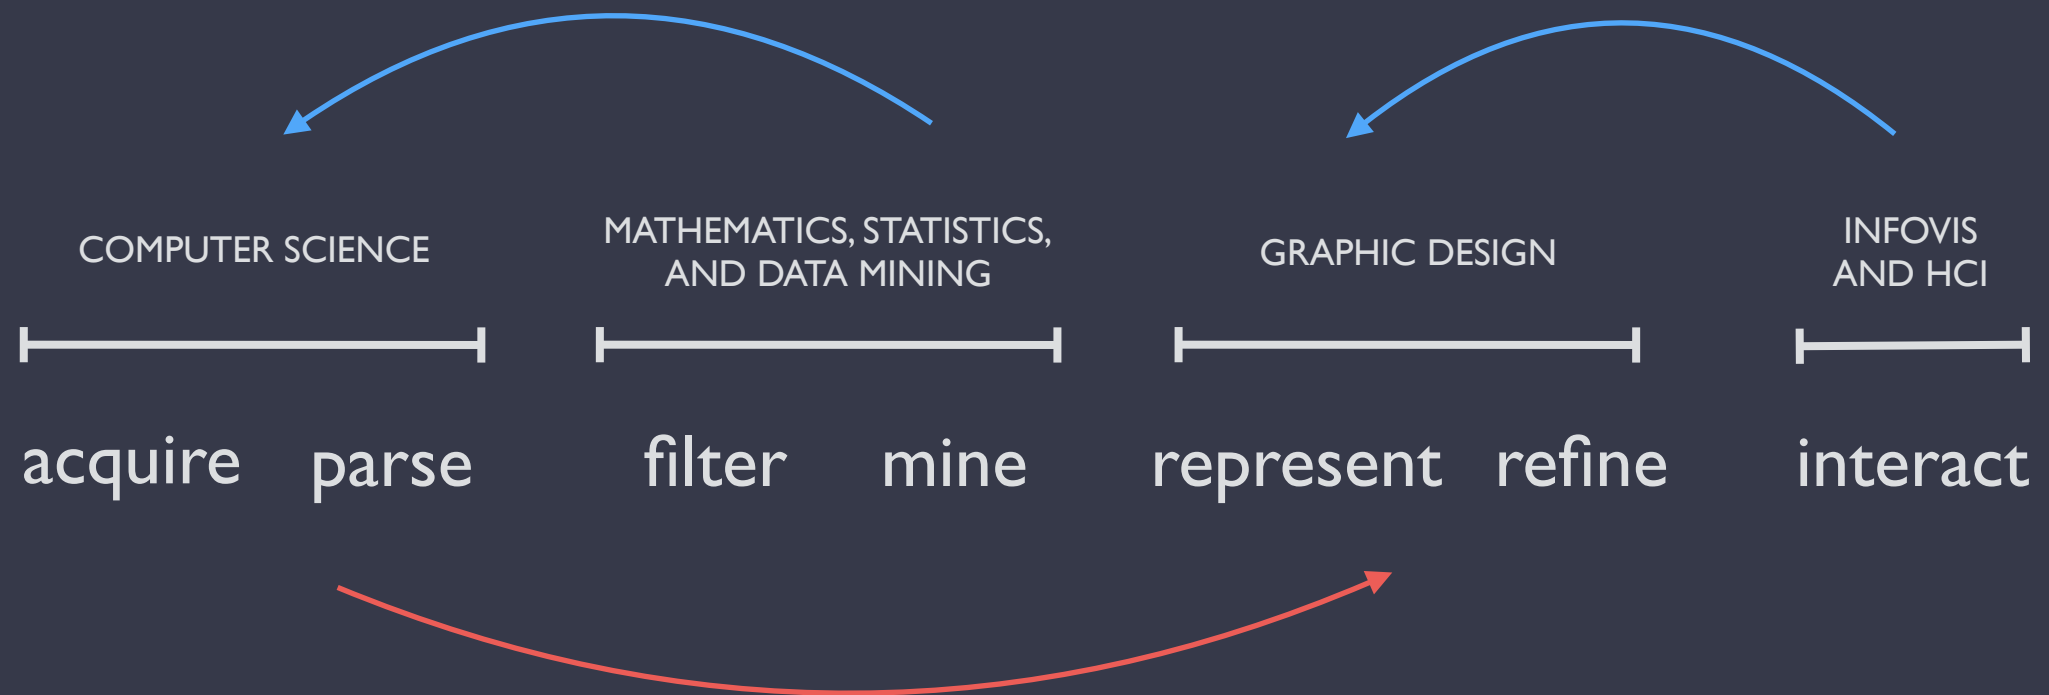 COMPUTER SCIENCE
MATHEMATICS, STATISTICS,
AND DATA MINING
GRAPHIC DESIGN
INFOVIS
AND HCI
acquire
parse
filter
mine
represent
refine
interact